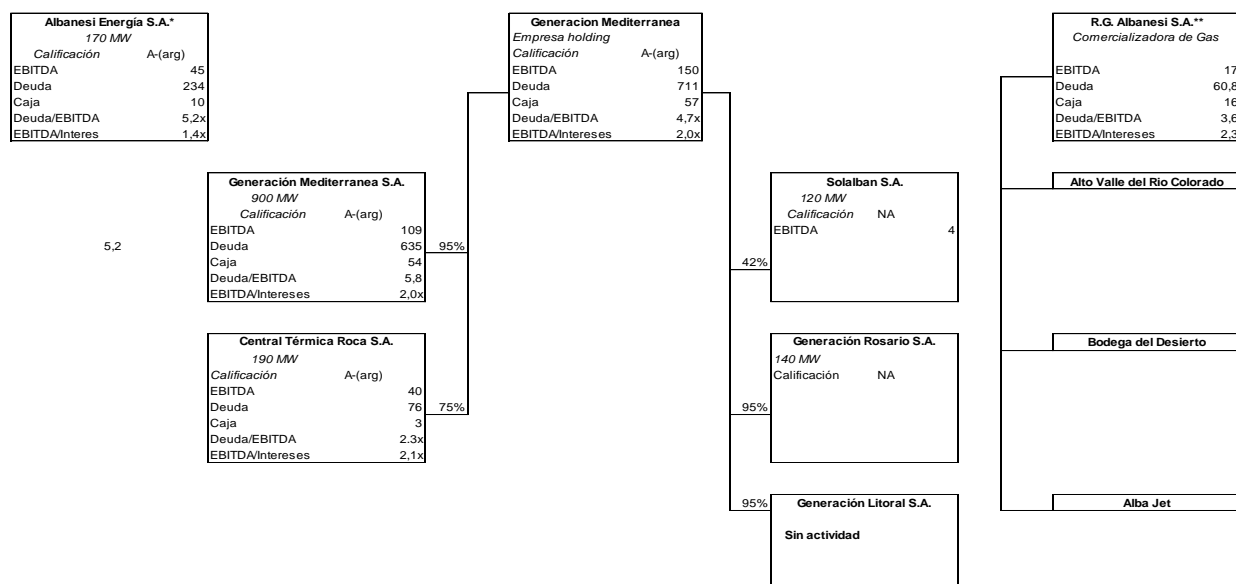 Albanesi Energía S.A.*
170 MW
Calificación A-(arg)
EBITDA 45
Deuda 234
Caja 10
Deuda/EBITDA 5,2x
EBITDA/Interes 1,4x
Generacion Mediterranea
Empresa holding
Calificación A-(arg)
EBITDA 150
Deuda 711
Caja 57
Deuda/EBITDA 4,7x
EBITDA/Intereses 2,0x
R.G. Albanesi S.A.**
Comercializadora de Gas
EBITDA 17
Deuda 60,8
Caja 16
Deuda/EBITDA 3,6
EBITDA/Intereses 2,3
Generación Mediterranea S.A.
900 MW
Calificación A-(arg)
EBITDA 109
Deuda 635
Caja 54
Deuda/EBITDA 5,8
EBITDA/Intereses 2,0x
95%
5,2
Solalban S.A.
120 MW
Calificación NA
EBITDA 4
42%
Alto Valle del Rio Colorado
Central Térmica Roca S.A.
190 MW
Calificación A-(arg)
EBITDA 40
Deuda 76
Caja 3
Deuda/EBITDA 2.3x
EBITDA/Intereses 2,1x
75%
Generación Rosario S.A.
140 MW
Calificación NA
95%
Bodega del Desierto
95%
Generación Litoral S.A.
Sin actividad
Alba Jet